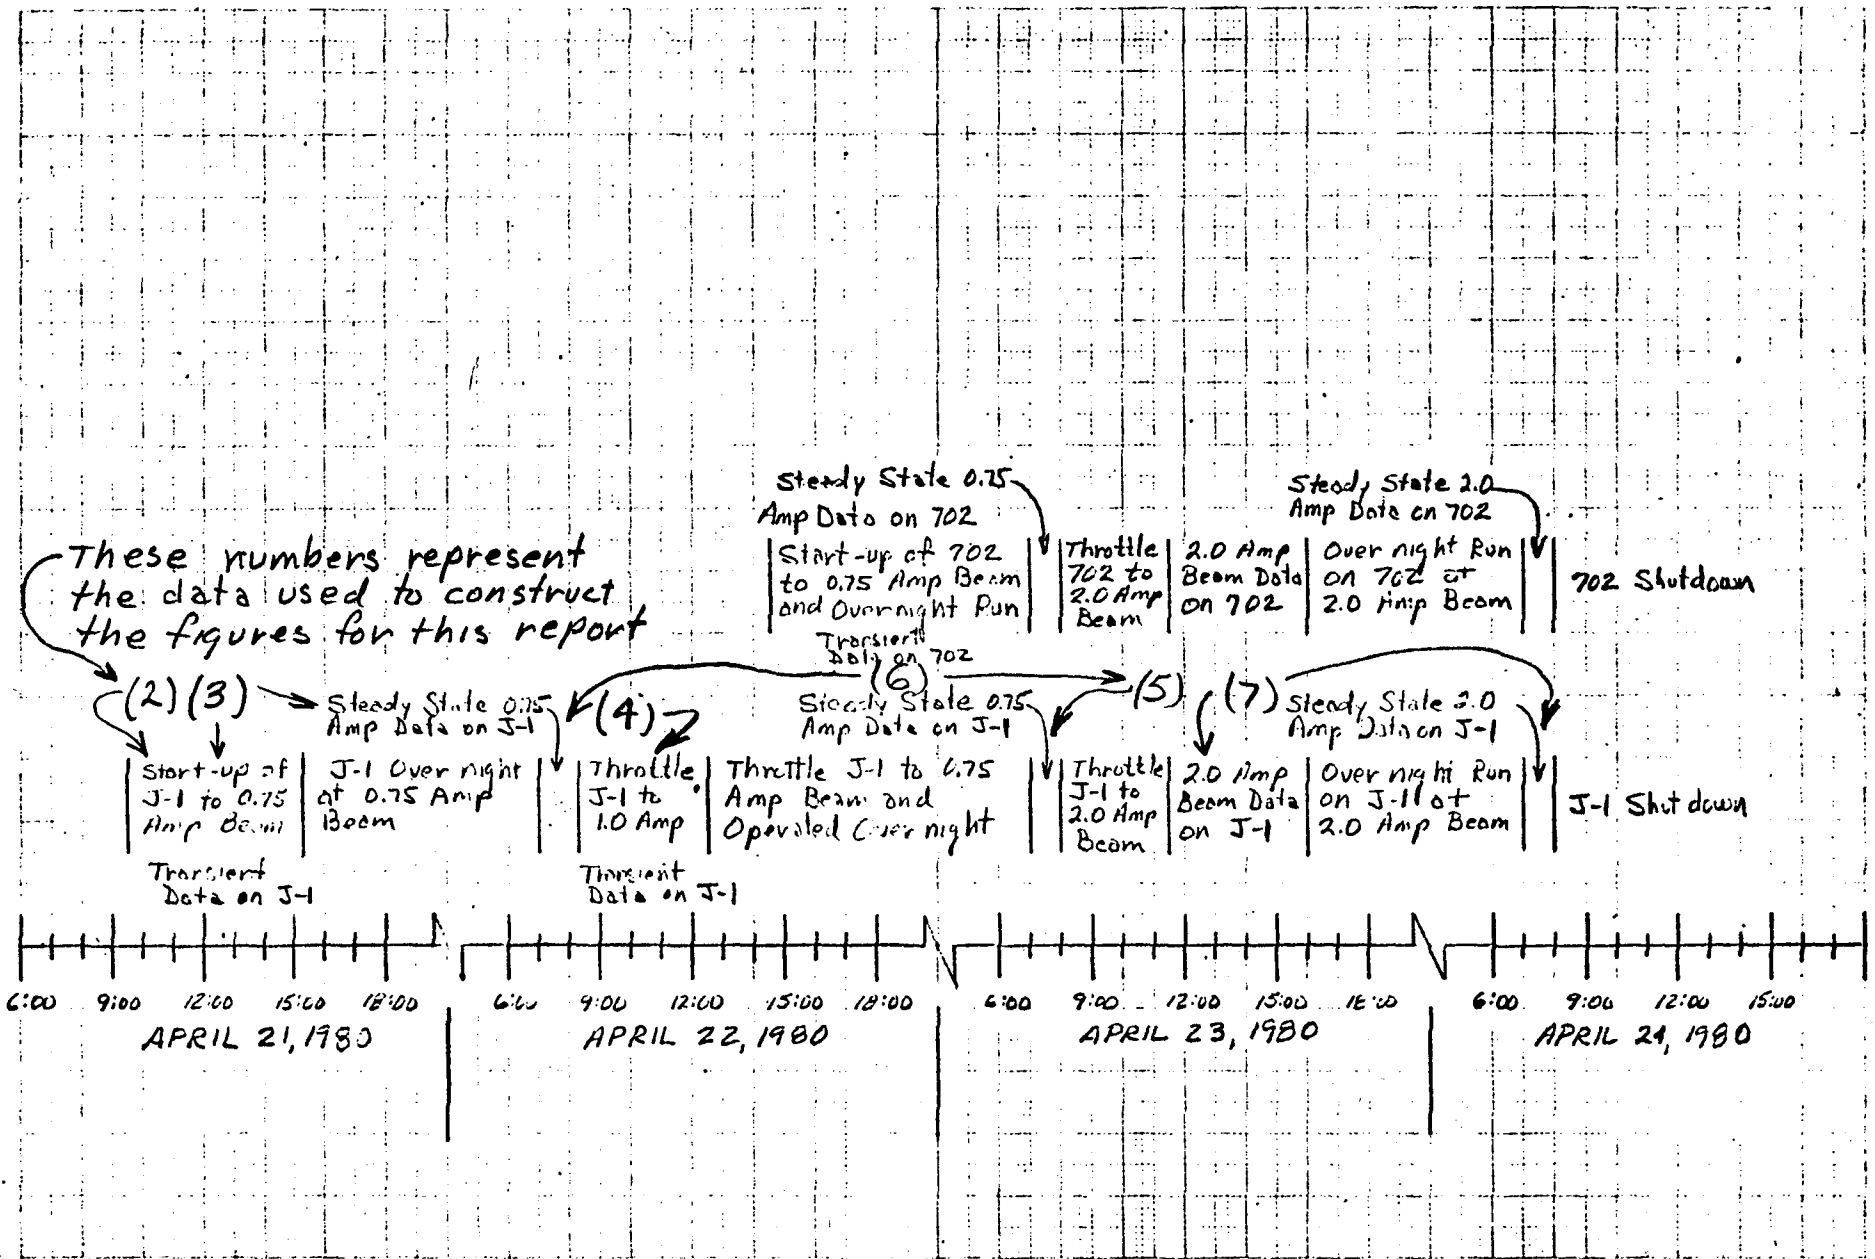 Steady State 0.75
Amp Data on 702
Steady State 2.0
Amp Data on 702
These numbers represent
the data used to construct
the figures for this report
Start-up of 702
to 0.75 Amp Beam
and Overnight Run
Throttle
702 to
2.0 Amp
Beam
2.0 Amp
Beam Data
on 702
Over night Run
on 702 at
2.0 Amp Beam
702 Shutdown
Transient
Data on 702
(2) (3)
Steady State 0.75
Amp Data on J-1
(4)
(6)
Steady State 0.75
Amp Data on J-1
(5)
(7)
Steady State 2.0
Amp Data on J-1
Start-up of
J-1 to 0.75
Amp Beam
J-1 Over night
at 0.75 Amp
Beam
Throttle
J-1 to
1.0 Amp
Throttle J-1 to 0.75
Amp Beam and
Operated Over night
Throttle
J-1 to
2.0 Amp
Beam
2.0 Amp
Beam Data
on J-1
Over night Run
on J-1 at
2.0 Amp Beam
J-1 Shut down
Transient
Data on J-1
Transient
Data on J-1
6:00 9:00 12:00 15:00 18:00 6:00 9:00 12:00 15:00 18:00 6:00 9:00 12:00 15:00 18:00 6:00 9:00 12:00 15:00
APRIL 21, 1980 APRIL 22, 1980 APRIL 23, 1980 APRIL 24, 1980